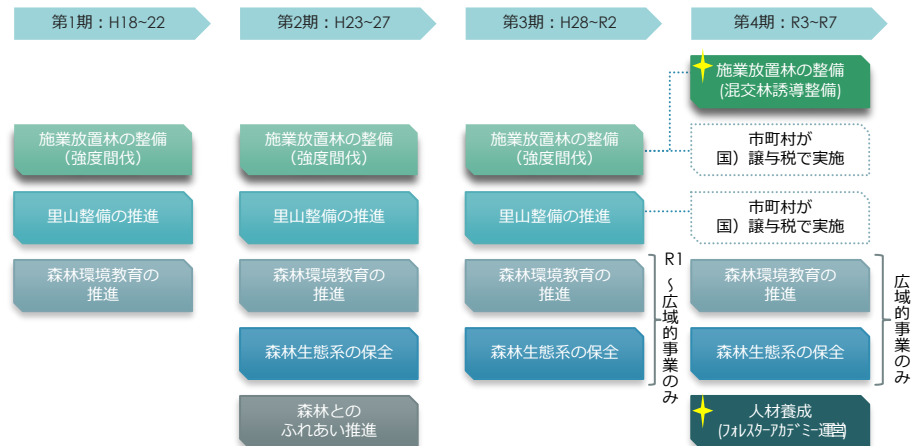 第1期：H18~22
第2期：H23~27
第3期：H28~R2
第4期：R3~R7
施業放置林の整備
(混交林誘導整備)
施業放置林の整備
（強度間伐）
施業放置林の整備
（強度間伐）
施業放置林の整備
（強度間伐）
市町村が
国）譲与税で実施
里山整備の推進
里山整備の推進
里山整備の推進
市町村が
国）譲与税で実施
森林環境教育の
推進
森林環境教育の
推進
森林環境教育の
推進
R1～広域的事業のみ
森林環境教育の
推進
広域的事業のみ
森林生態系の保全
森林生態系の保全
森林生態系の保全
森林との
ふれあい推進
人材養成
(ﾌｫﾚｽﾀｰｱｶﾃﾞﾐｰ運営)